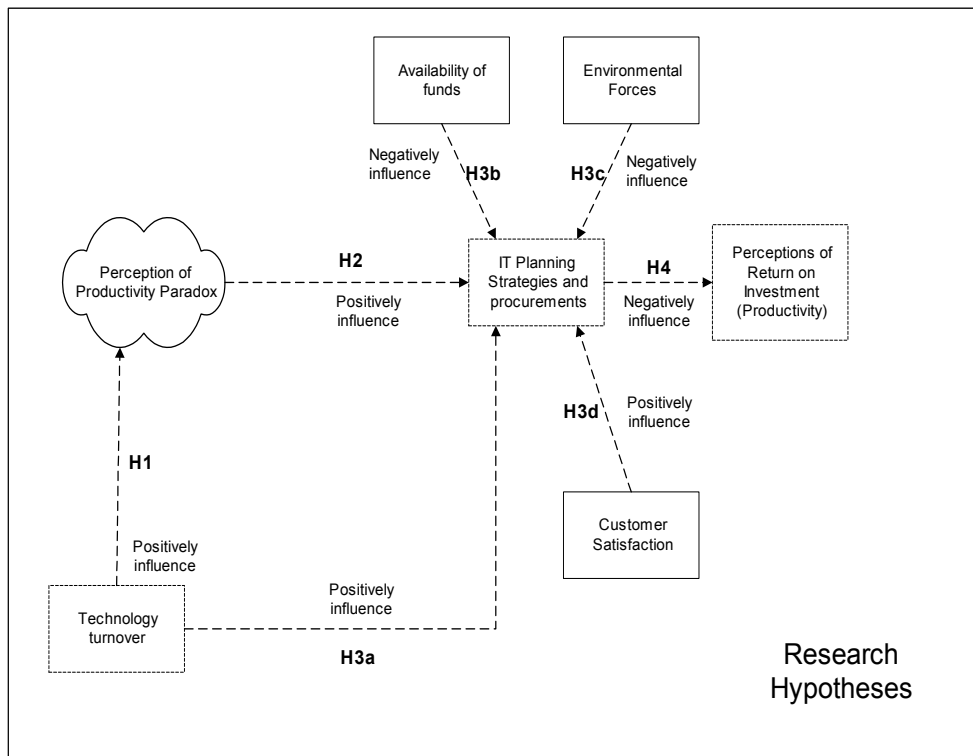 Availability of
funds
Environmental
Forces
Negatively
influence
H3b
H3c
Negatively
influence
Perception of
Productivity Paradox
H2
Positively
influence
IT Planning
Strategies and
procurements
H4
Negatively
influence
Perceptions of
Return on
Investment
(Productivity)
H3d
Positively
influence
H1
Customer
Satisfaction
Positively
influence
Technology
turnover
Positively
influence
H3a
Research
Hypotheses